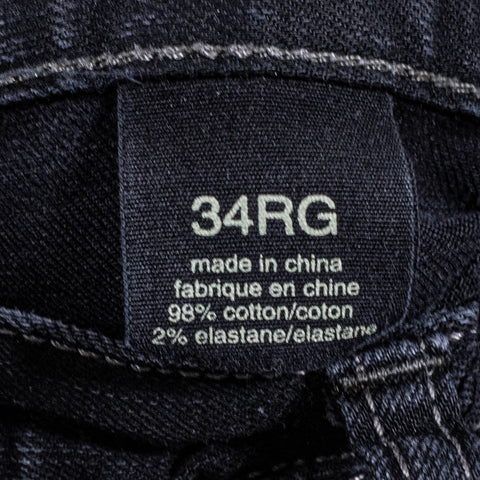 34RG
made in china
fabrique en chine
98% cotton/coton
2% elastane/elastane